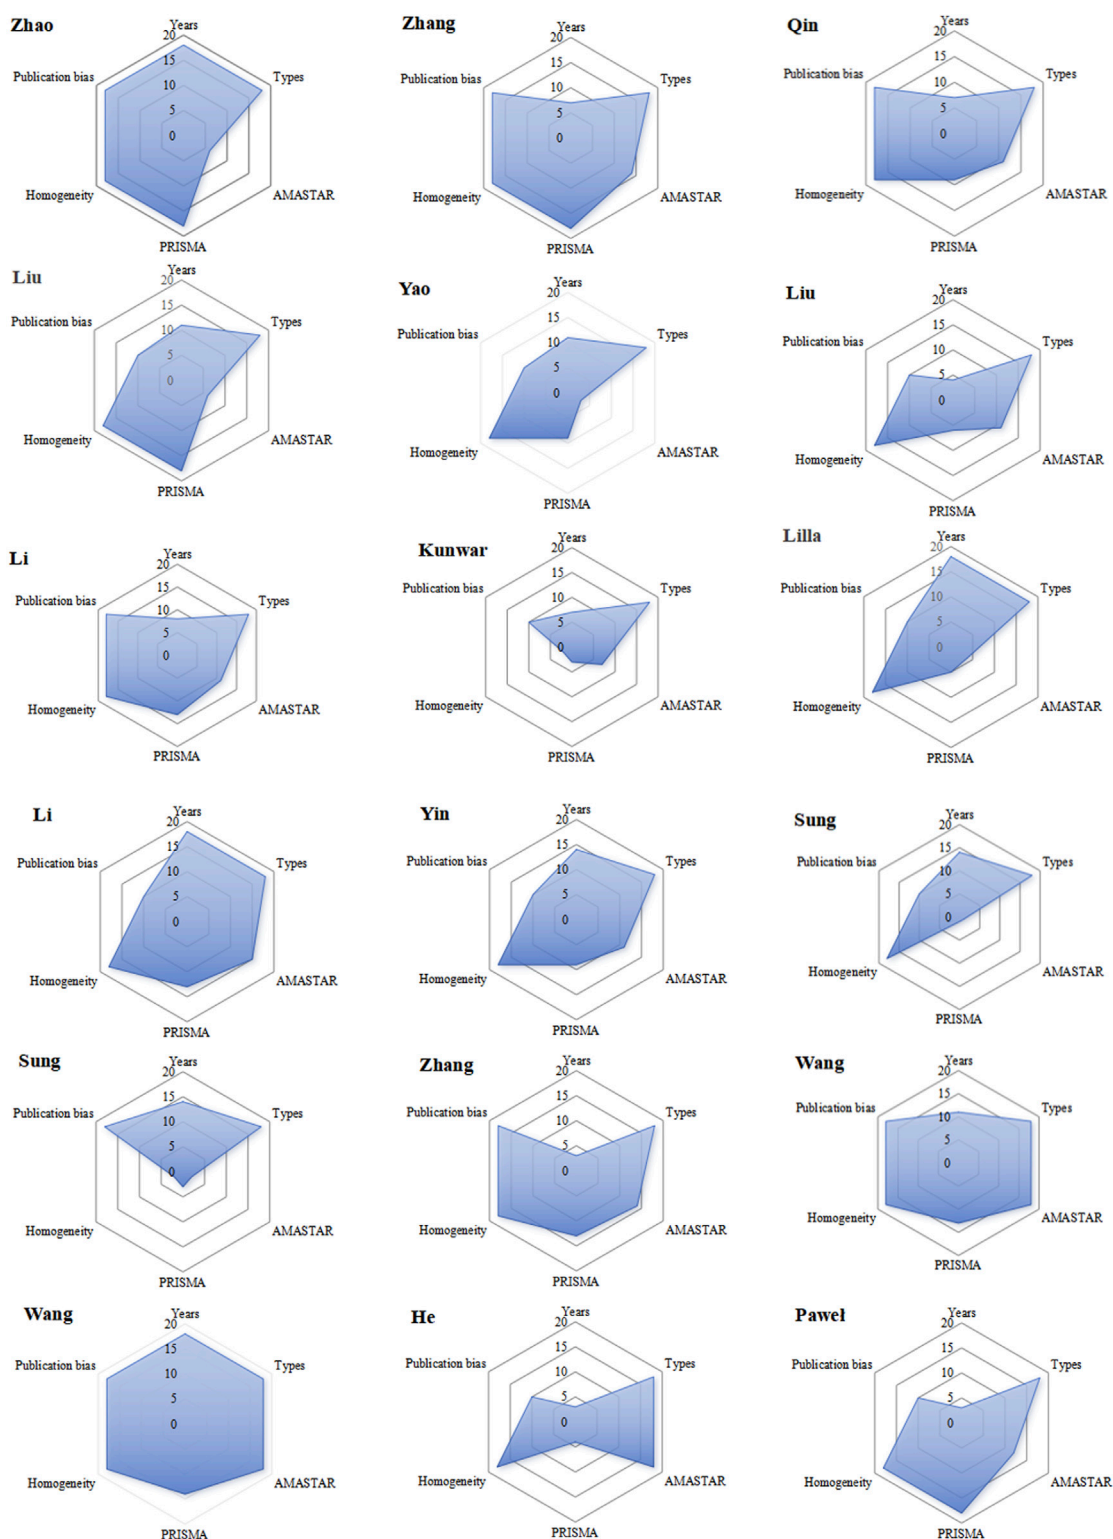 Zhao
Years
20
15
10
5
0
Publication bias
Types
Homogeneity
AMASTAR
PRISMA
Zhang
Years
20
15
10
5
0
Publication bias
Types
Homogeneity
AMASTAR
PRISMA
Qin
Years
20
15
10
5
0
Publication bias
Types
Homogeneity
AMASTAR
PRISMA
Liu
Years
20
15
10
5
0
Publication bias
Types
Homogeneity
AMASTAR
PRISMA
Yao
Years
20
15
10
5
0
Publication bias
Types
Homogeneity
AMASTAR
PRISMA
Liu
Years
20
15
10
5
0
Publication bias
Types
Homogeneity
AMASTAR
PRISMA
Li
Years
20
15
10
5
0
Publication bias
Types
Homogeneity
AMASTAR
PRISMA
Kunwar
Years
20
15
10
5
0
Publication bias
Types
Homogeneity
AMASTAR
PRISMA
Lilla
Years
20
15
10
5
0
Publication bias
Types
Homogeneity
AMASTAR
PRISMA
Li
Years
20
15
10
5
0
Publication bias
Types
Homogeneity
AMASTAR
PRISMA
Yin
Years
20
15
10
5
0
Publication bias
Types
Homogeneity
AMASTAR
PRISMA
Sung
Years
20
15
10
5
0
Publication bias
Types
Homogeneity
AMASTAR
PRISMA
Sung
Years
20
15
10
5
0
Publication bias
Types
Homogeneity
AMASTAR
PRISMA
Zhang
Years
20
15
10
5
0
Publication bias
Types
Homogeneity
AMASTAR
PRISMA
Wang
Years
20
15
10
5
0
Publication bias
Types
Homogeneity
AMASTAR
PRISMA
Wang
Years
20
15
10
5
0
Publication bias
Types
Homogeneity
AMASTAR
PRISMA
He
Years
20
15
10
5
0
Publication bias
Types
Homogeneity
AMASTAR
PRISMA
Paweł
Years
20
15
10
5
0
Publication bias
Types
Homogeneity
AMASTAR
PRISMA